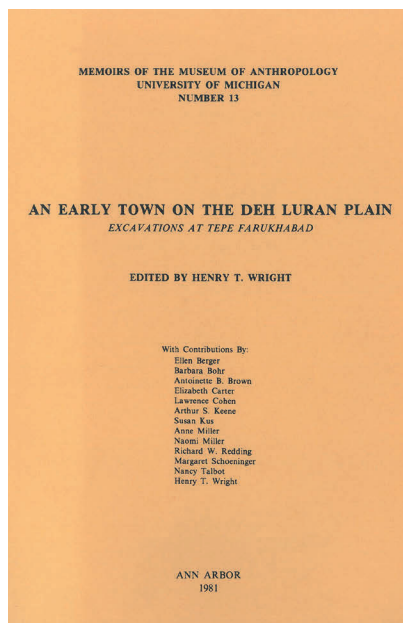 MEMOIRS OF THE MUSEUM OF ANTHROPOLOGY
UNIVERSITY OF MICHIGAN
NUMBER 13
AN EARLY TOWN ON THE DEH LURAN PLAIN
EXCAVATIONS AT TEPE FARUKHABAD
EDITED BY HENRY T. WRIGHT
With Contributions By:
Ellen Berger
Barbara Bohr
Antoinette B. Brown
Elizabeth Carter
Lawrence Cohen
Arthur S. Keene
Susan Kus
Anne Miller
Naomi Miller
Richard W. Redding
Margaret Schoeninger
Nancy Talbot
Henry T. Wright
ANN ARBOR
1981